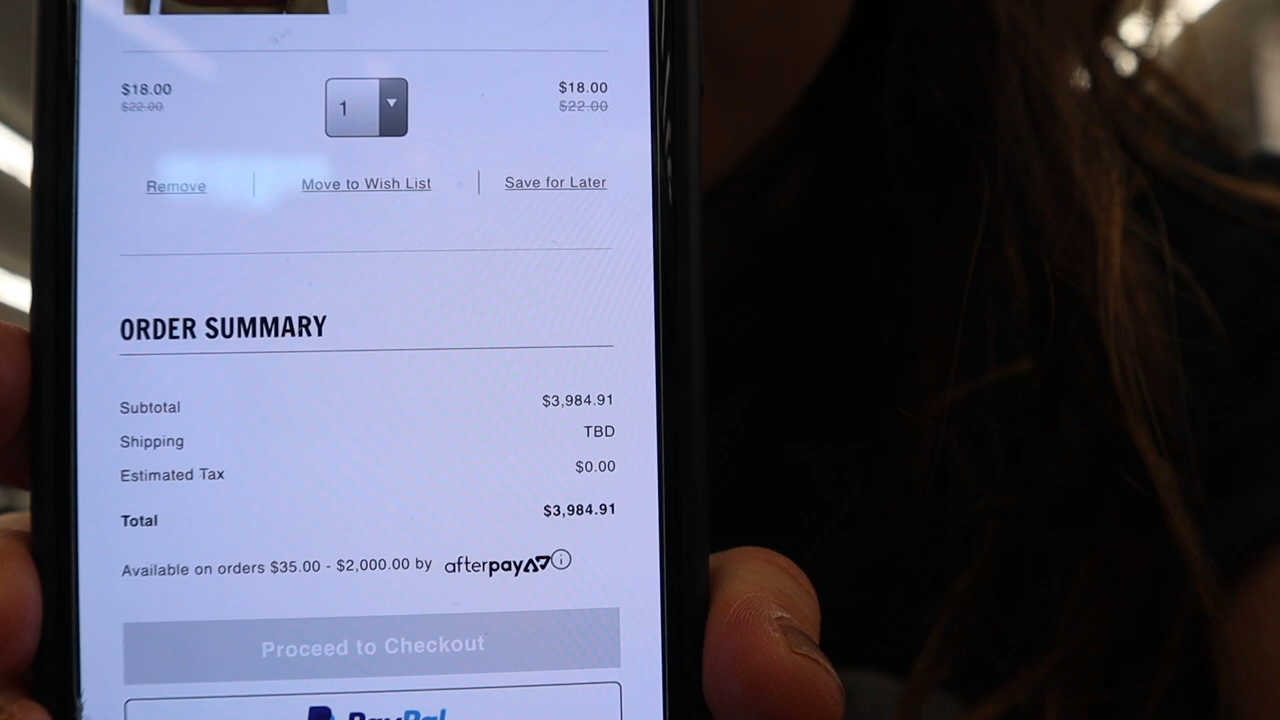 $18.00 1 $18.00
$22.00 $22.00
Remove Move to Wish List Save for Later
ORDER SUMMARY
Subtotal $3,984.91
Shipping TBD
Estimated Tax $0.00
Total $3,984.91
Available on orders $35.00 - $2,000.00 by afterpay
Proceed to Checkout
PayPal